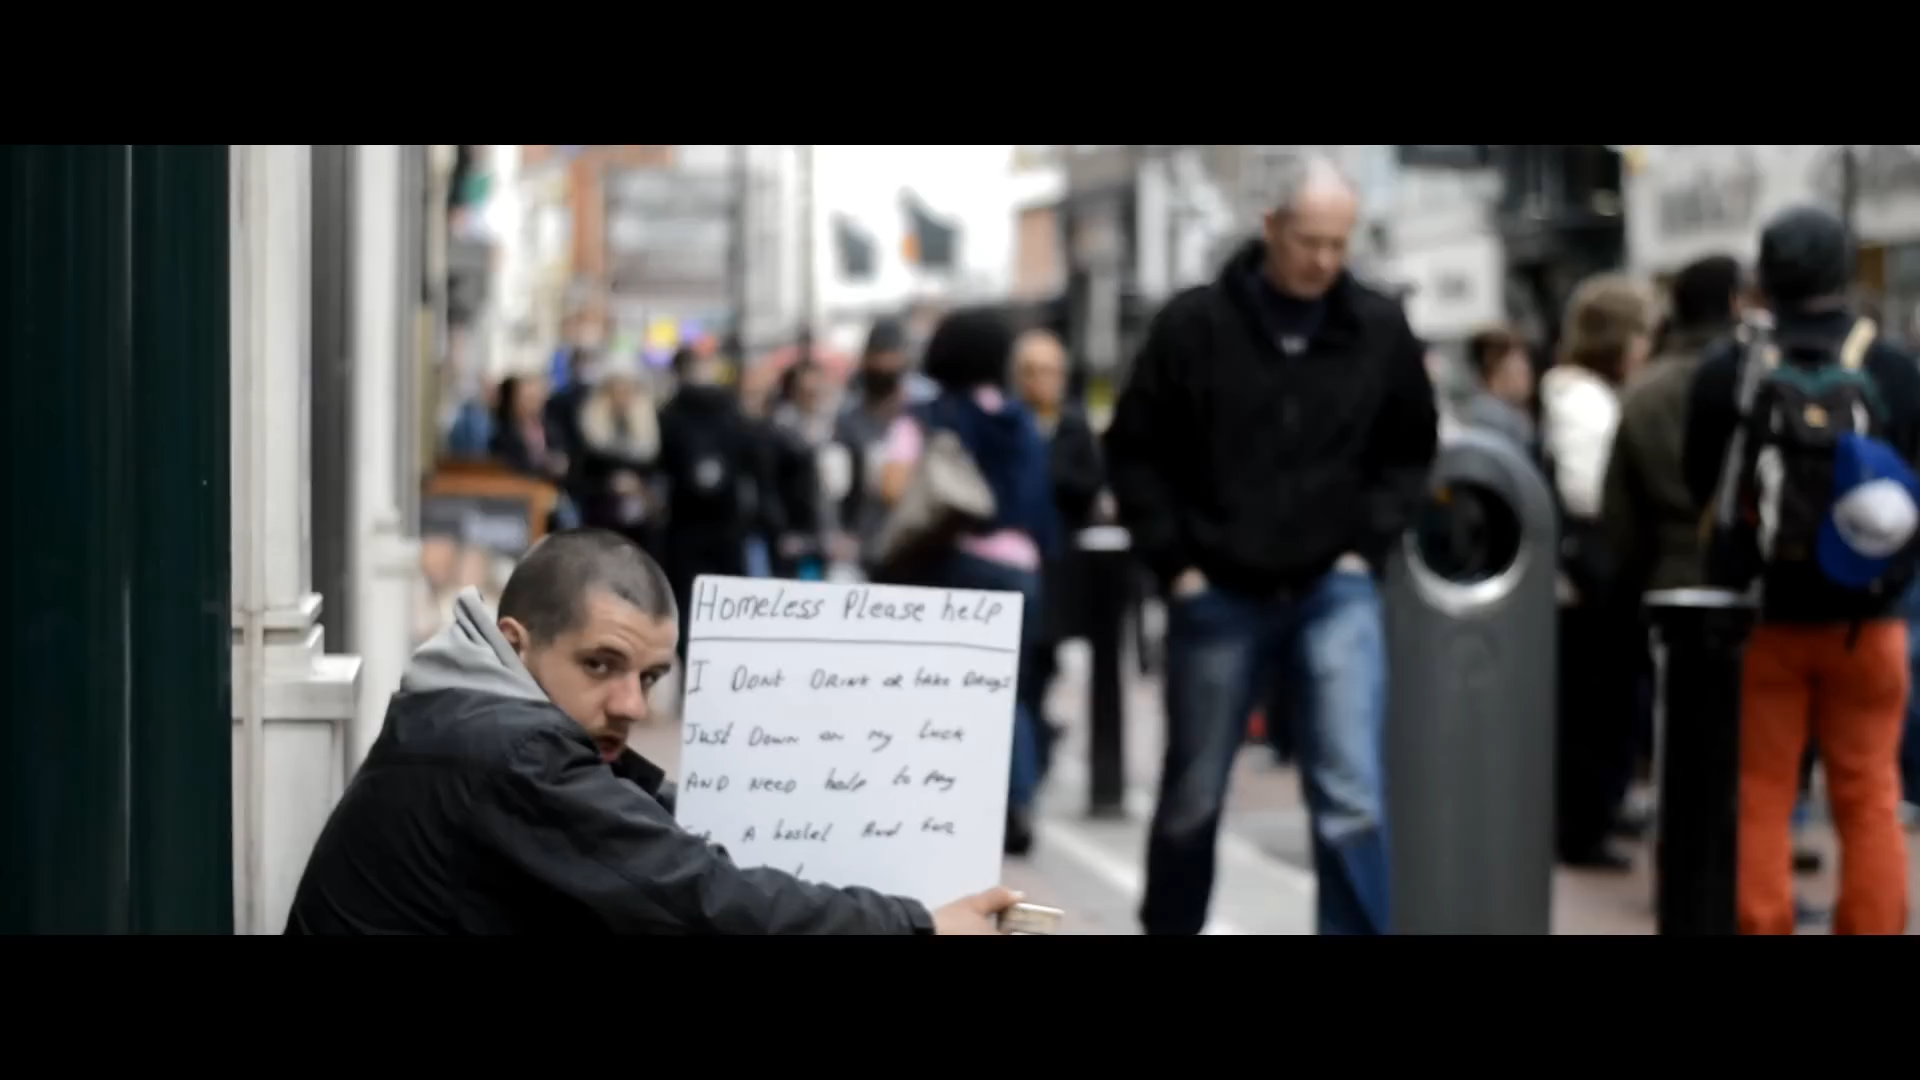 Homeless Please help
I Dont Drink or take Drugs
Just Down on my luck
AND NEED help to Pay
For A hostel And for